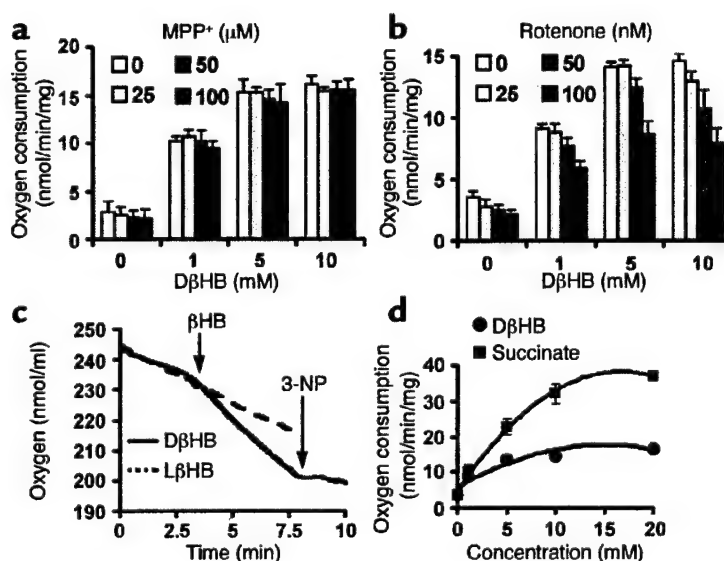 a
MPP⁺ (μM)
Oxygen consumption
(nmol/min/mg)
20
15
10
5
0
0
50
25
100
0
1
5
10
DβHB (mM)
b
Rotenone (nM)
Oxygen consumption
(nmol/min/mg)
15
10
5
0
0
50
25
100
0
1
5
10
DβHB (mM)
c
βHB
3-NP
Oxygen (nmol/ml)
250
240
230
220
210
200
190
DβHB
LβHB
0
2.5
5
7.5
10
Time (min)
d
DβHB
Succinate
Oxygen consumption
(nmol/min/mg)
40
30
20
10
0
0
5
10
15
20
Concentration (mM)